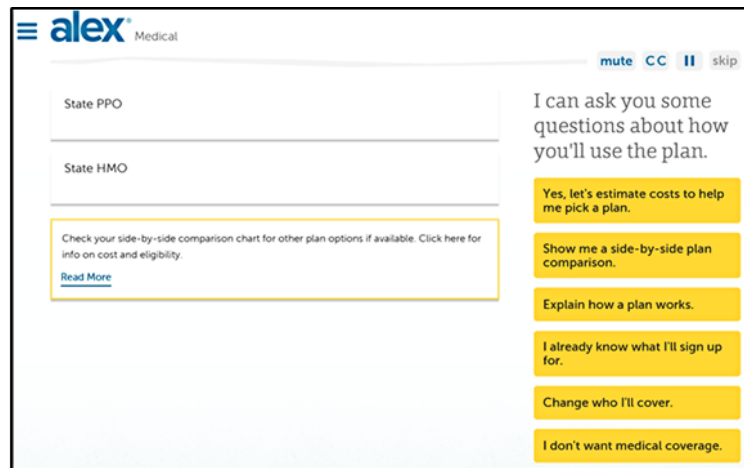 alex® Medical
mute CC skip
State PPO
State HMO
Check your side-by-side comparison chart for other plan options if available. Click here for
info on cost and eligibility.
Read More
I can ask you some
questions about how
you'll use the plan.
Yes, let's estimate costs to help
me pick a plan.
Show me a side-by-side plan
comparison.
Explain how a plan works.
I already know what I'll sign up
for.
Change who I'll cover.
I don't want medical coverage.